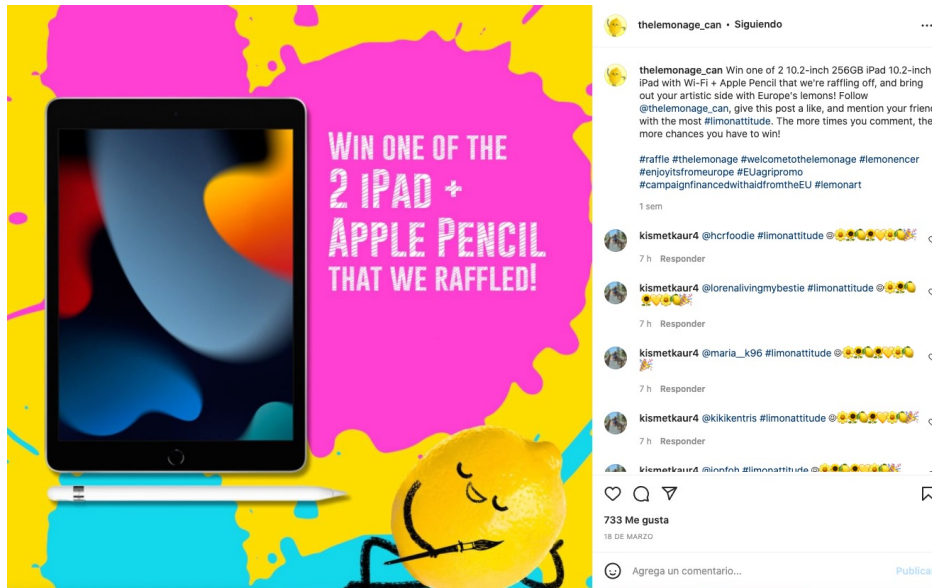 WIN ONE OF THE
2 IPAD +
APPLE PENCIL
THAT WE RAFFLED!
thelemonage_can • Siguiendo
thelemonage_can Win one of 2 10.2-inch 256GB iPad 10.2-inch
iPad with Wi-Fi + Apple Pencil that we're raffling off, and bring
out your artistic side with Europe's lemons! Follow
@thelemonage_can, give this post a like, and mention your frien
with the most #limonattitude. The more times you comment, the
more chances you have to win!
#raffle #thelemonage #welcometothelemonage #lemonencer
#enjoyitsfromeurope #EUagripromo
#campaignfinancedwithaidfromtheEU #lemonart
1 sem
kismetkaur4 @hcrfoodie #limonattitude
7 h Responder
kismetkaur4 @lorenalivingmybestie #limonattitude
7 h Responder
kismetkaur4 @maria__k96 #limonattitude
7 h Responder
kismetkaur4 @kikikentris #limonattitude
7 h Responder
kismetkaur4 #limonattitude
733 Me gusta
18 DE MARZO
Agrega un comentario... Publica